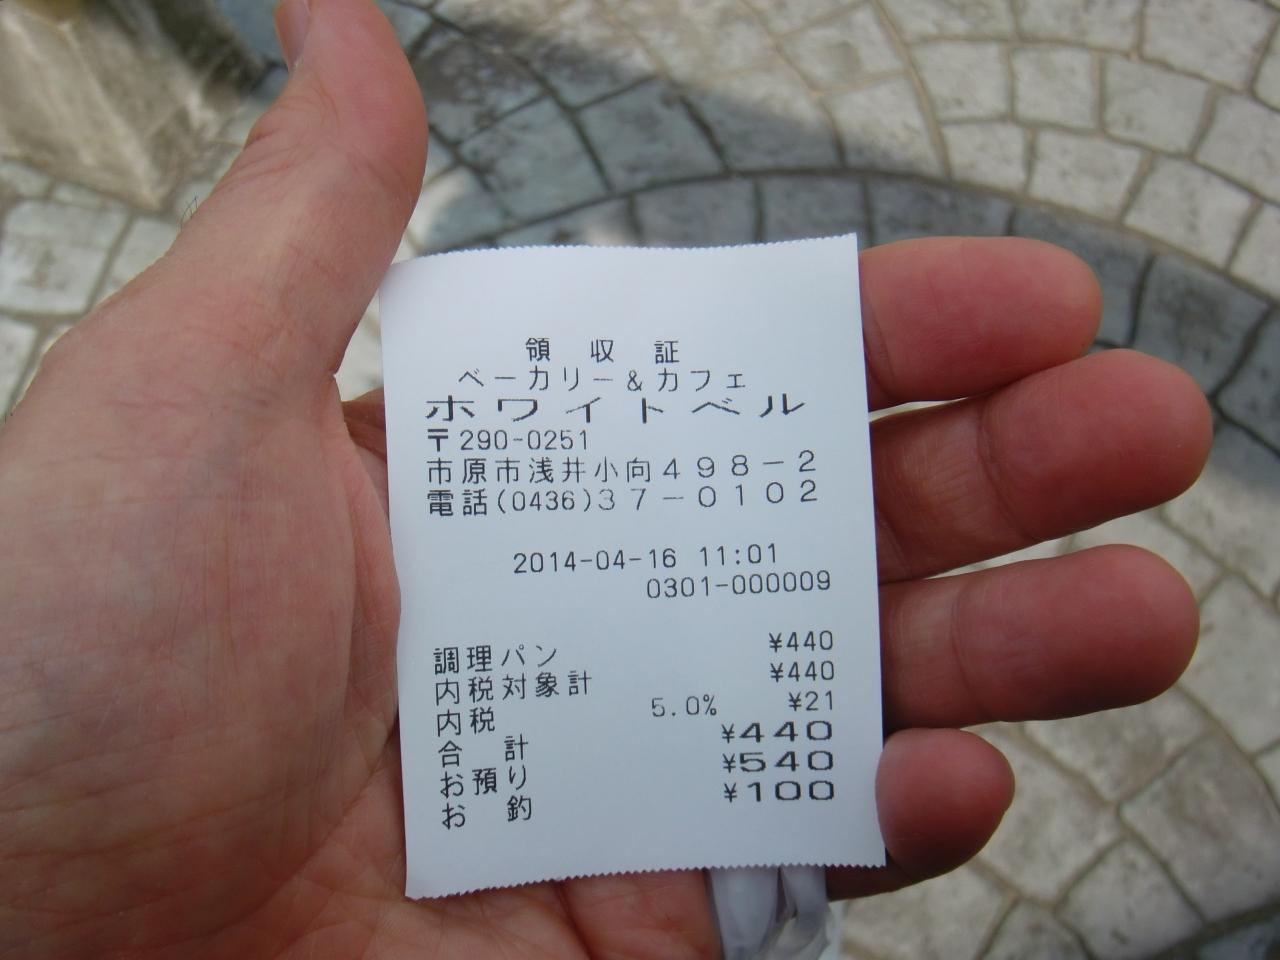 領 収 証
ベーカリー＆カフェ
ホワイトベル
〒290-0251
市原市浅井小向４９８－２
電話(0436)３７－０１０２
2014-04-16 11:01
0301-000009
調理パン ¥440
内税対象計 ¥440
内税 5.0% ¥21
合 計 ¥440
お預り ¥540
お 釣 ¥100